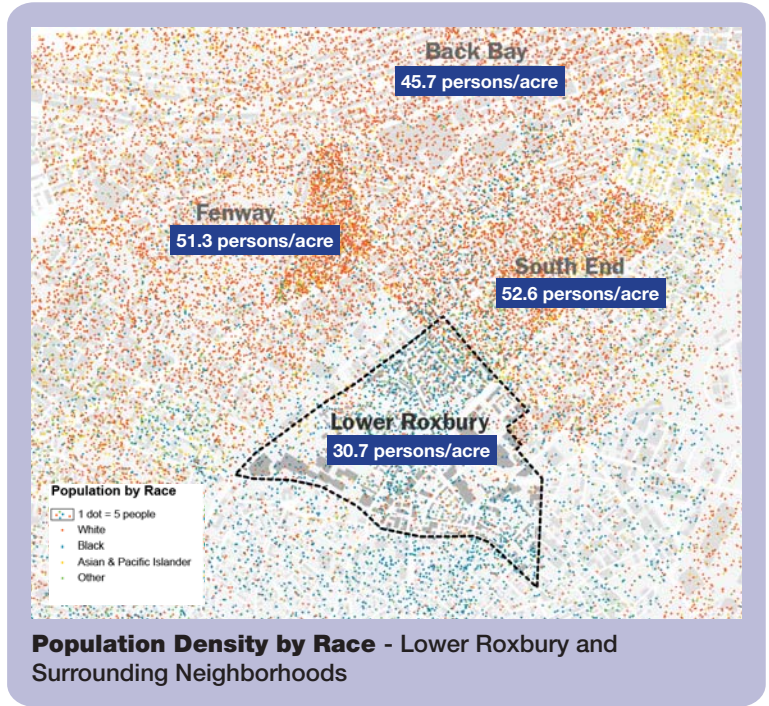 Back Bay
45.7 persons/acre
Fenway
51.3 persons/acre
South End
52.6 persons/acre
Lower Roxbury
30.7 persons/acre
Population by Race
1 dot = 5 people
White
Black
Asian & Pacific Islander
Other
Population Density by Race - Lower Roxbury and
Surrounding Neighborhoods